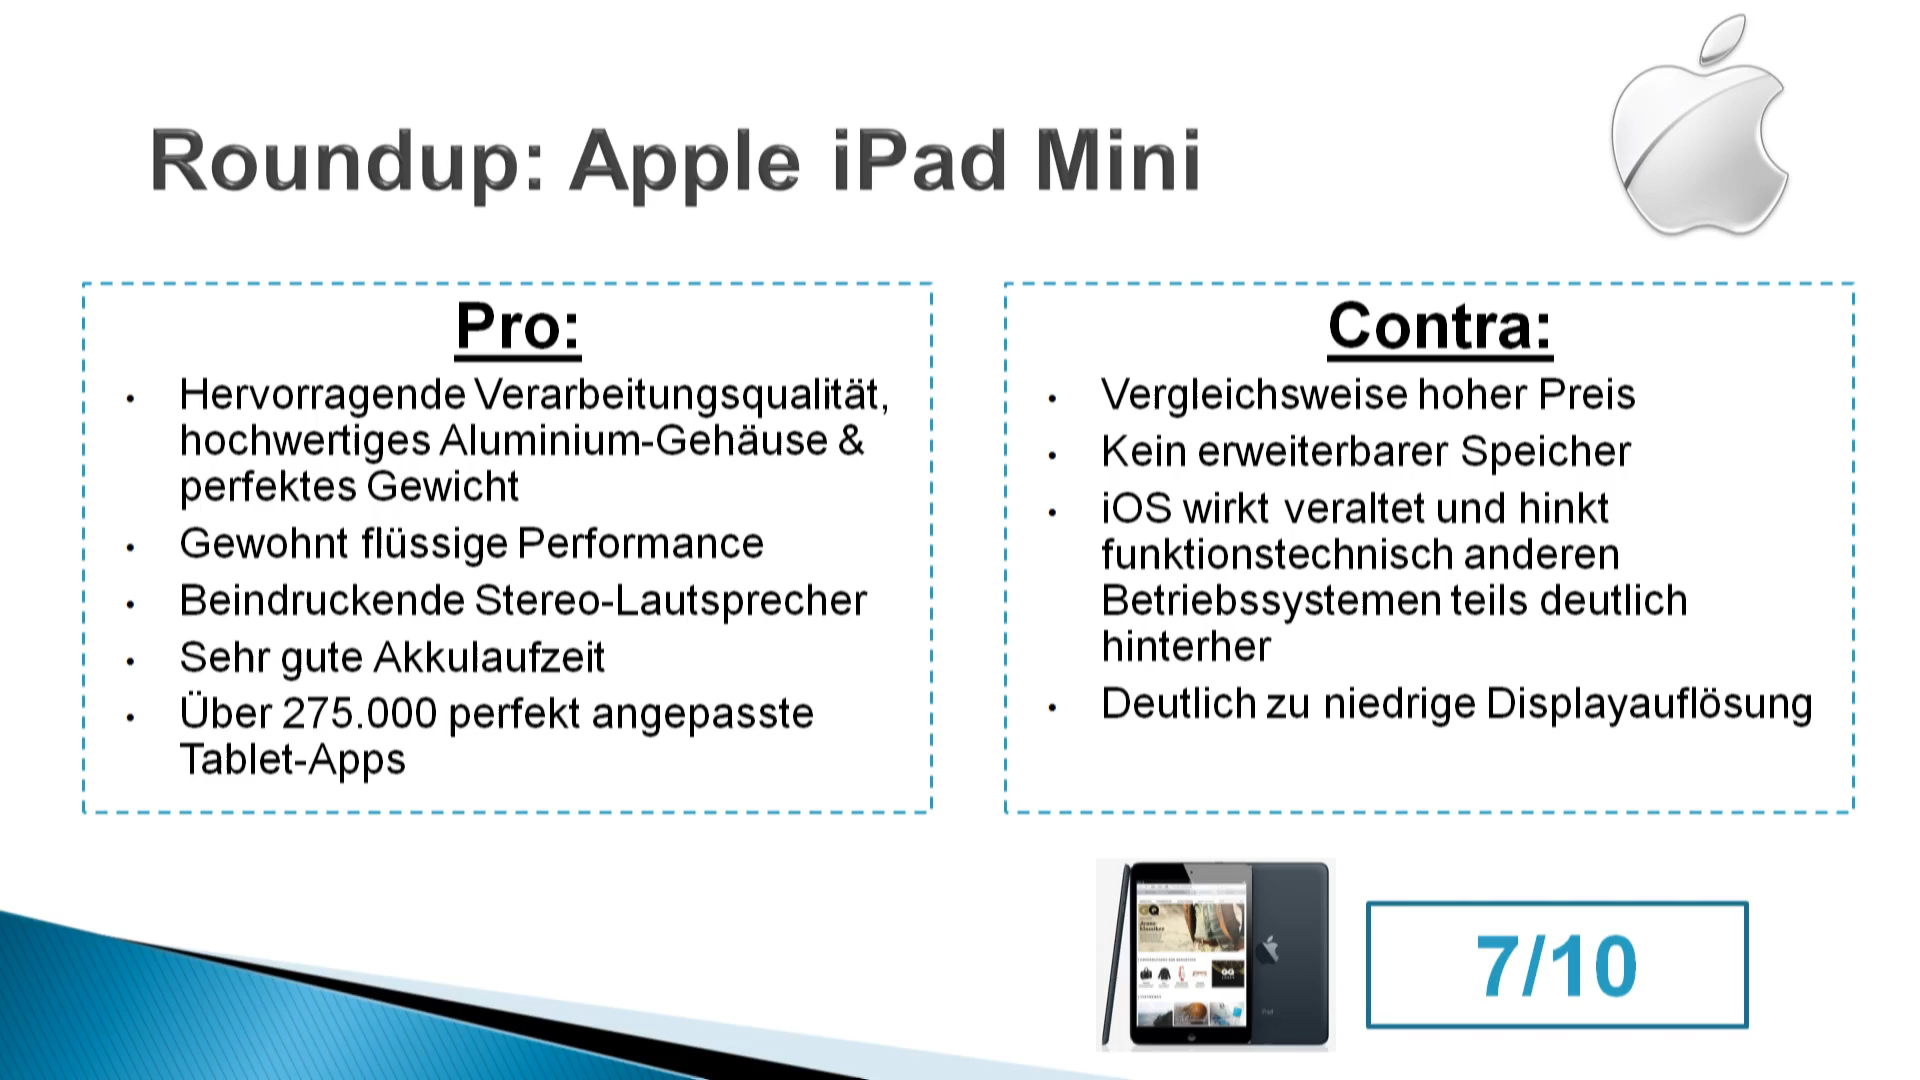 Roundup: Apple iPad Mini
Pro:
• Hervorragende Verarbeitungsqualität,
hochwertiges Aluminium-Gehäuse &
perfektes Gewicht
• Gewohnt flüssige Performance
• Beindruckende Stereo-Lautsprecher
• Sehr gute Akkulaufzeit
• Über 275.000 perfekt angepasste
Tablet-Apps
Contra:
• Vergleichsweise hoher Preis
• Kein erweiterbarer Speicher
• iOS wirkt veraltet und hinkt
funktionstechnisch anderen
Betriebssystemen teils deutlich
hinterher
• Deutlich zu niedrige Displayauflösung
GQ
iPad
7/10